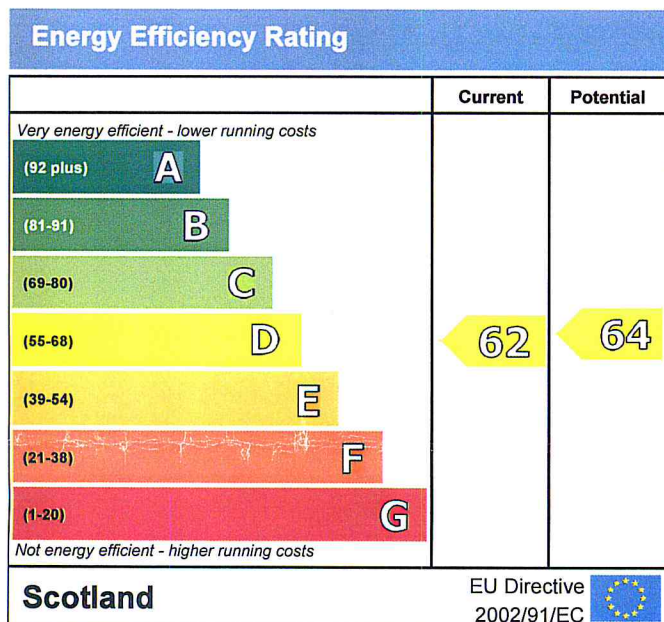 Energy Efficiency Rating
Current Potential
Very energy efficient - lower running costs
(92 plus) A
(81-91) B
(69-80) C
(55-68) D 62 64
(39-54) E
(21-38) F
(1-20) G
Not energy efficient - higher running costs
Scotland
EU Directive
2002/91/EC